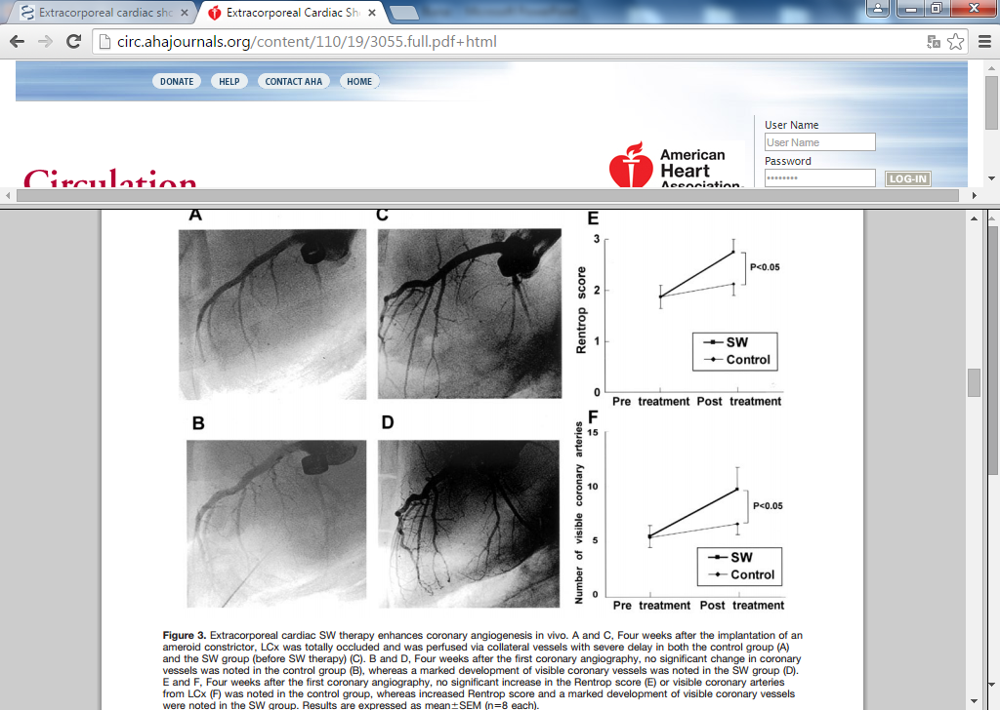 Extracorporeal cardiac sho
Extracorporeal Cardiac Sh
circ.ahajournals.org/content/110/19/3055.full.pdf+html
DONATE HELP CONTACT AHA HOME
User Name
User Name
Password
LOG-IN
Circulation
American
Heart
Association
A C E
3
2
1
0
Rentrop score
P<0.05
SW
Control
Pre treatment Post treatment
B D F
15
10
5
0
Number of visible coronary arteries
P<0.05
SW
Control
Pre treatment Post treatment
Figure 3. Extracorporeal cardiac SW therapy enhances coronary angiogenesis in vivo. A and C, Four weeks after the implantation of an
ameroid constrictor, LCx was totally occluded and was perfused via collateral vessels with severe delay in both the control group (A)
and the SW group (before SW therapy) (C). B and D, Four weeks after the first coronary angiography, no significant change in coronary
vessels was noted in the control group (B), whereas a marked development of visible coronary vessels was noted in the SW group (D).
E and F, Four weeks after the first coronary angiography, no significant increase in the Rentrop score (E) or visible coronary arteries
from LCx (F) was noted in the control group, whereas increased Rentrop score and a marked development of visible coronary vessels
were noted in the SW group. Results are expressed as mean±SEM (n=8 each).